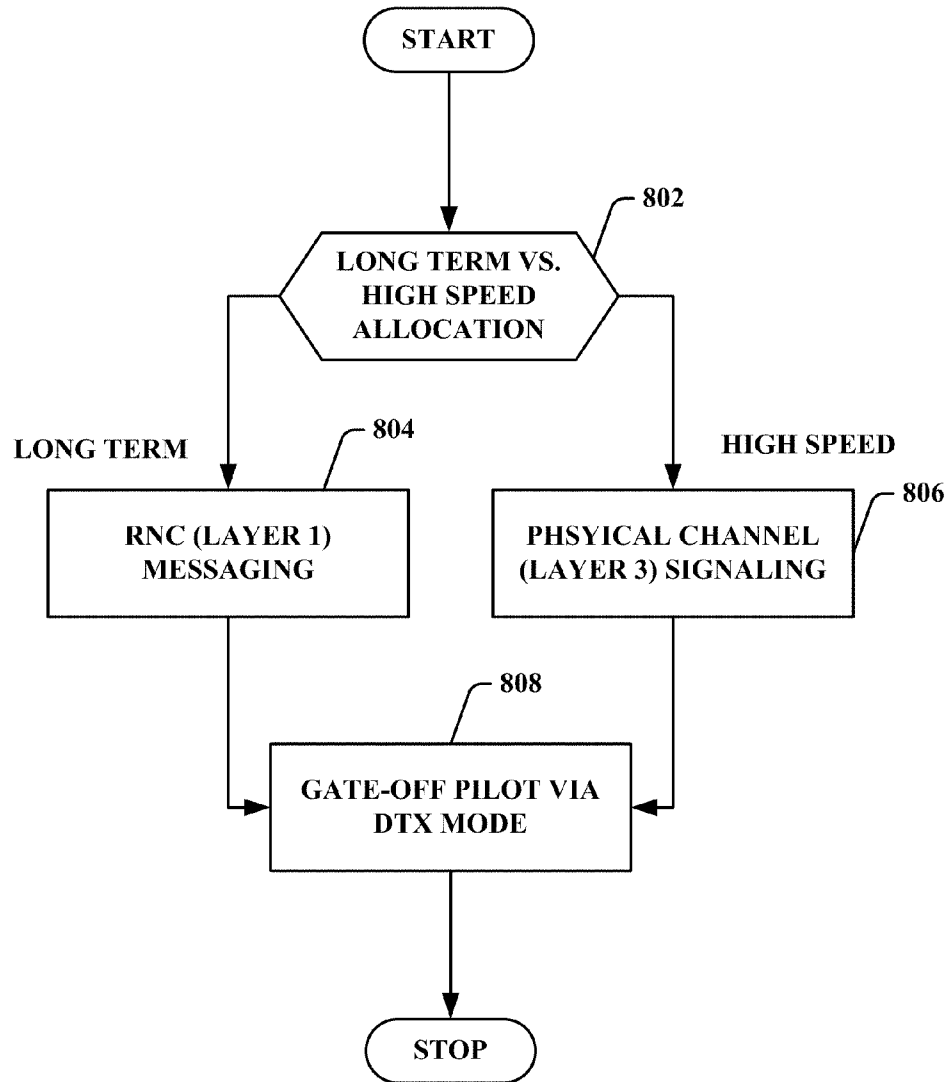 START
802
LONG TERM VS.
HIGH SPEED
ALLOCATION
LONG TERM
804
HIGH SPEED
806
RNC (LAYER 1)
MESSAGING
PHSYICAL CHANNEL
(LAYER 3) SIGNALING
808
GATE-OFF PILOT VIA
DTX MODE
STOP